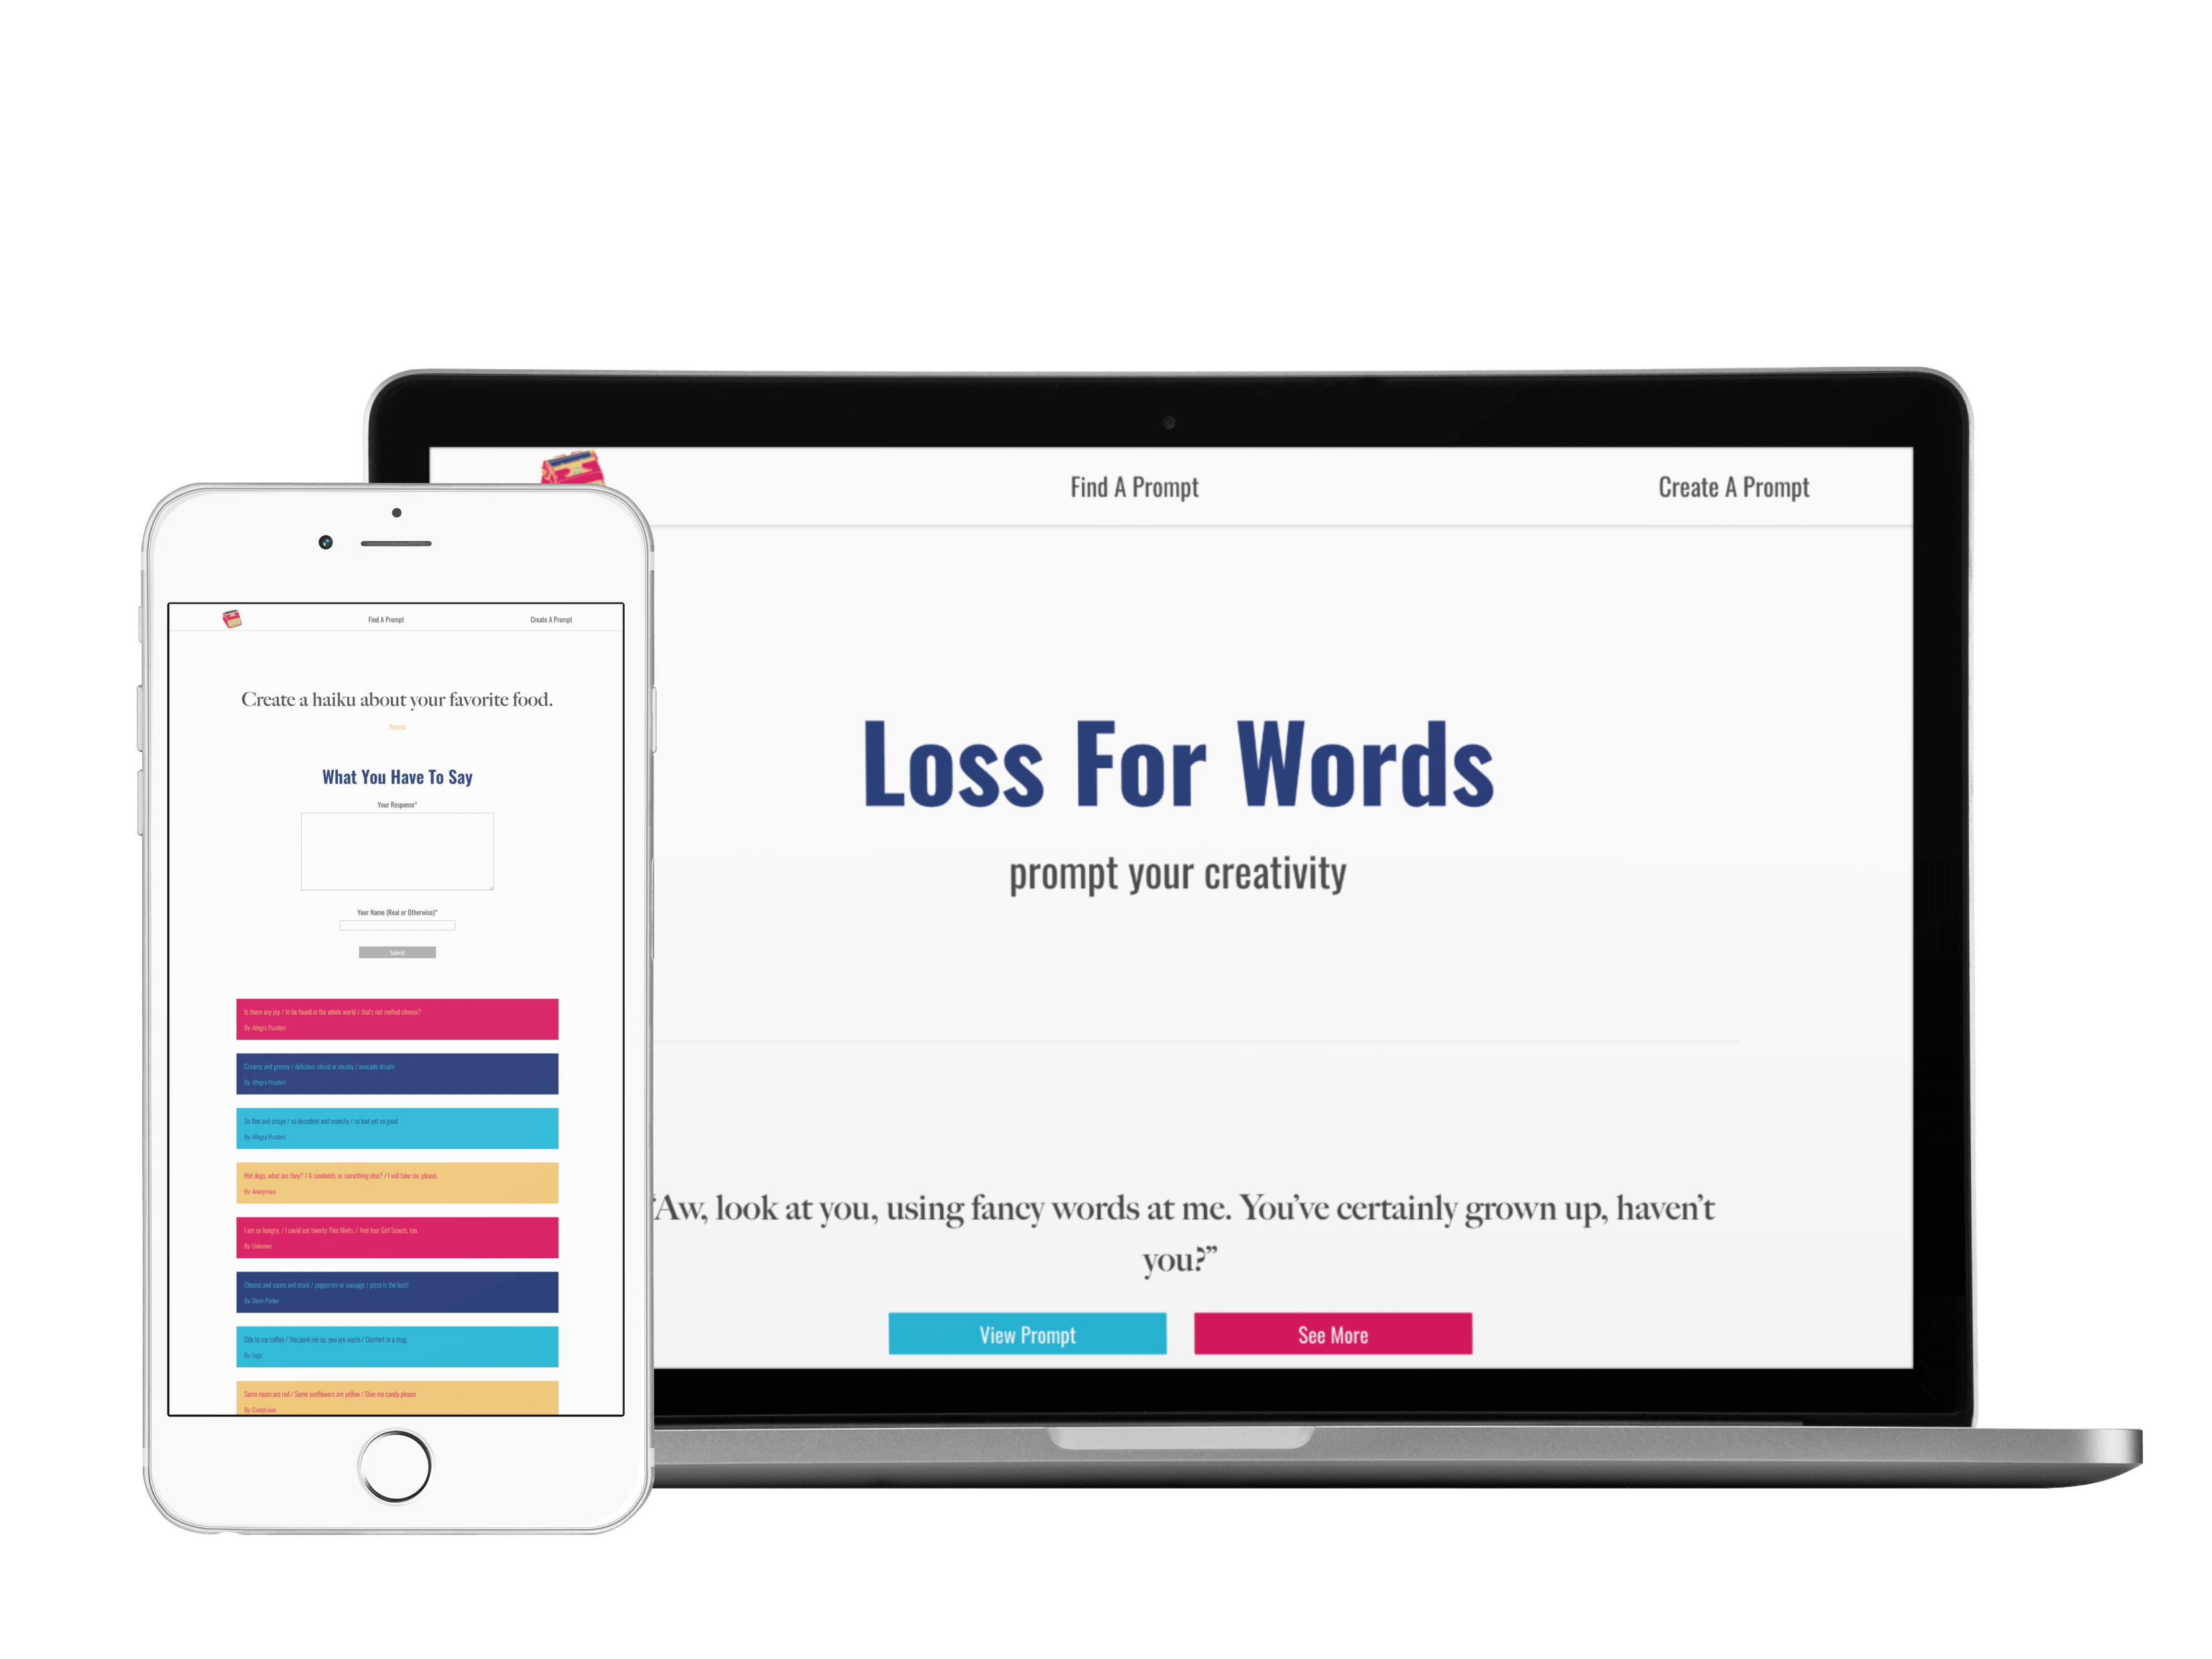 Find A Prompt
Create A Prompt
Loss For Words
prompt your creativity
“Aw, look at you, using fancy words at me. You’ve certainly grown up, haven’t
you?”
View Prompt
See More
Find A Prompt
Create A Prompt
Create a haiku about your favorite food.
Poems
What You Have To Say
Your Response*
Your Name (Real or Otherwise)*
Submit
Is there any joy / to be found in the whole world / that's not melted cheese?
By: Allegra Pusateri
Creamy and greeny / delicious sliced or mushy / avocado dream
By: Allegra Pusateri
So fine and crispy / so decadent and crunchy / so bad yet so good
By: Allegra Pusateri
Hot dogs, what are they? / A sandwich, or something else? / I will take six, please.
By: Anonymous
I am so hungry, / I could eat twenty Thin Mints. / And four Girl Scouts, too.
By: Unknown
Cheese and sauce and crust / pepperoni or sausage / pizza is the best!
By: Parker
Ode to my coffee / You perk me up, you are warm / Comfort in a mug.
By:
Some roses are red / Some sunflowers are yellow / Give me candy please
By: CandyLover